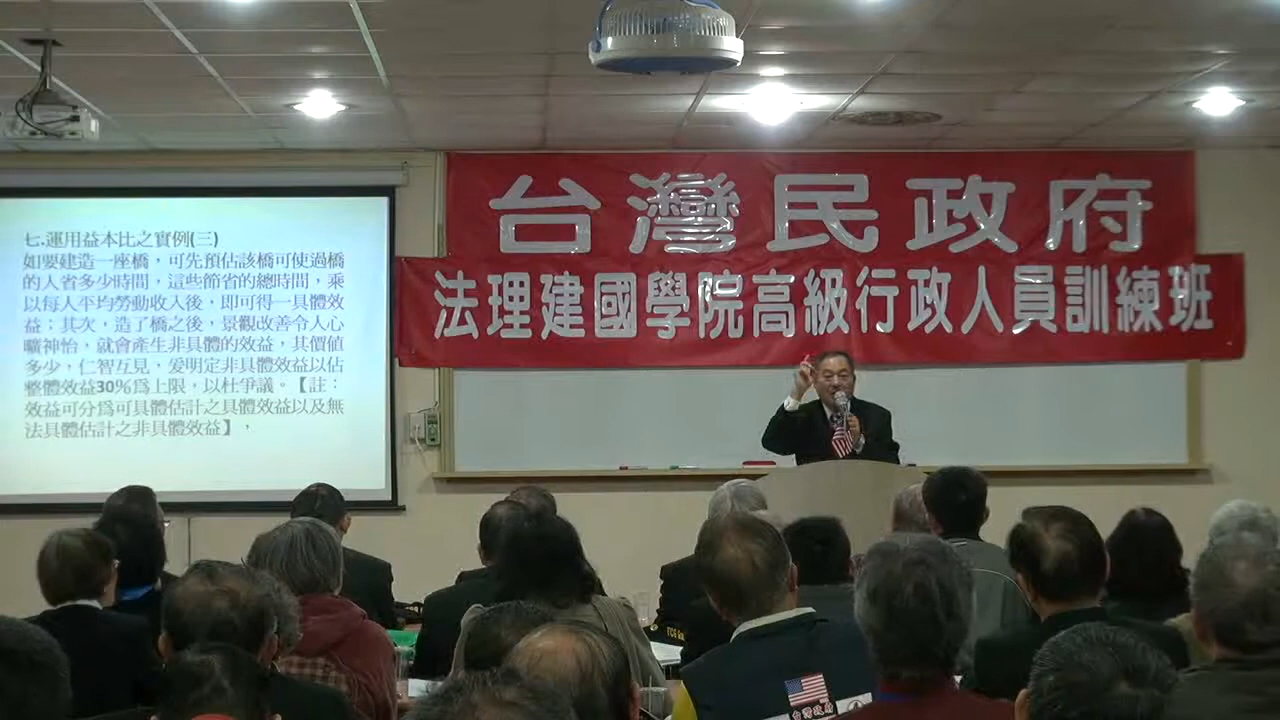 七.運用益本比之實例(三)
如要建造一座橋，可先預估該橋可使過橋
的人省多少時間，這些節省的總時間，乘
以每人平均勞動收入後，即可得一具體效
益；其次，造了橋之後，景觀改善令人心
曠神怡，就會產生非具體的效益，其價值
多少，仁智互見，爰明定非具體效益以佔
整體效益30%爲上限，以杜爭議。【註：
效益可分爲可具體估計之具體效益以及無
法具體估計之非具體效益】，
台灣民政府
法理建國學院高級行政人員訓練班
台灣政府